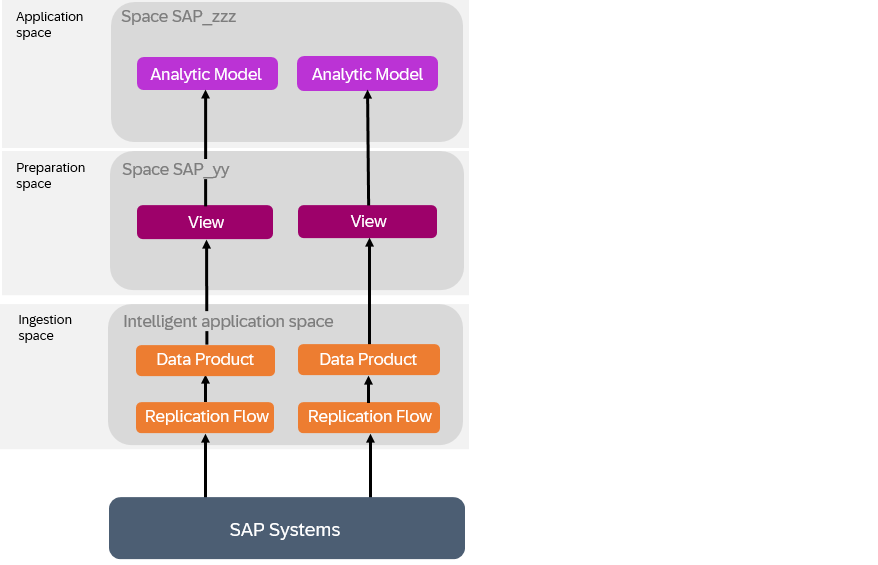 Application
space
Space SAP_zzz
Analytic Model
Analytic Model
Preparation
space
Space SAP_yy
View
View
Ingestion
space
Intelligent application space
Data Product
Data Product
Replication Flow
Replication Flow
SAP Systems